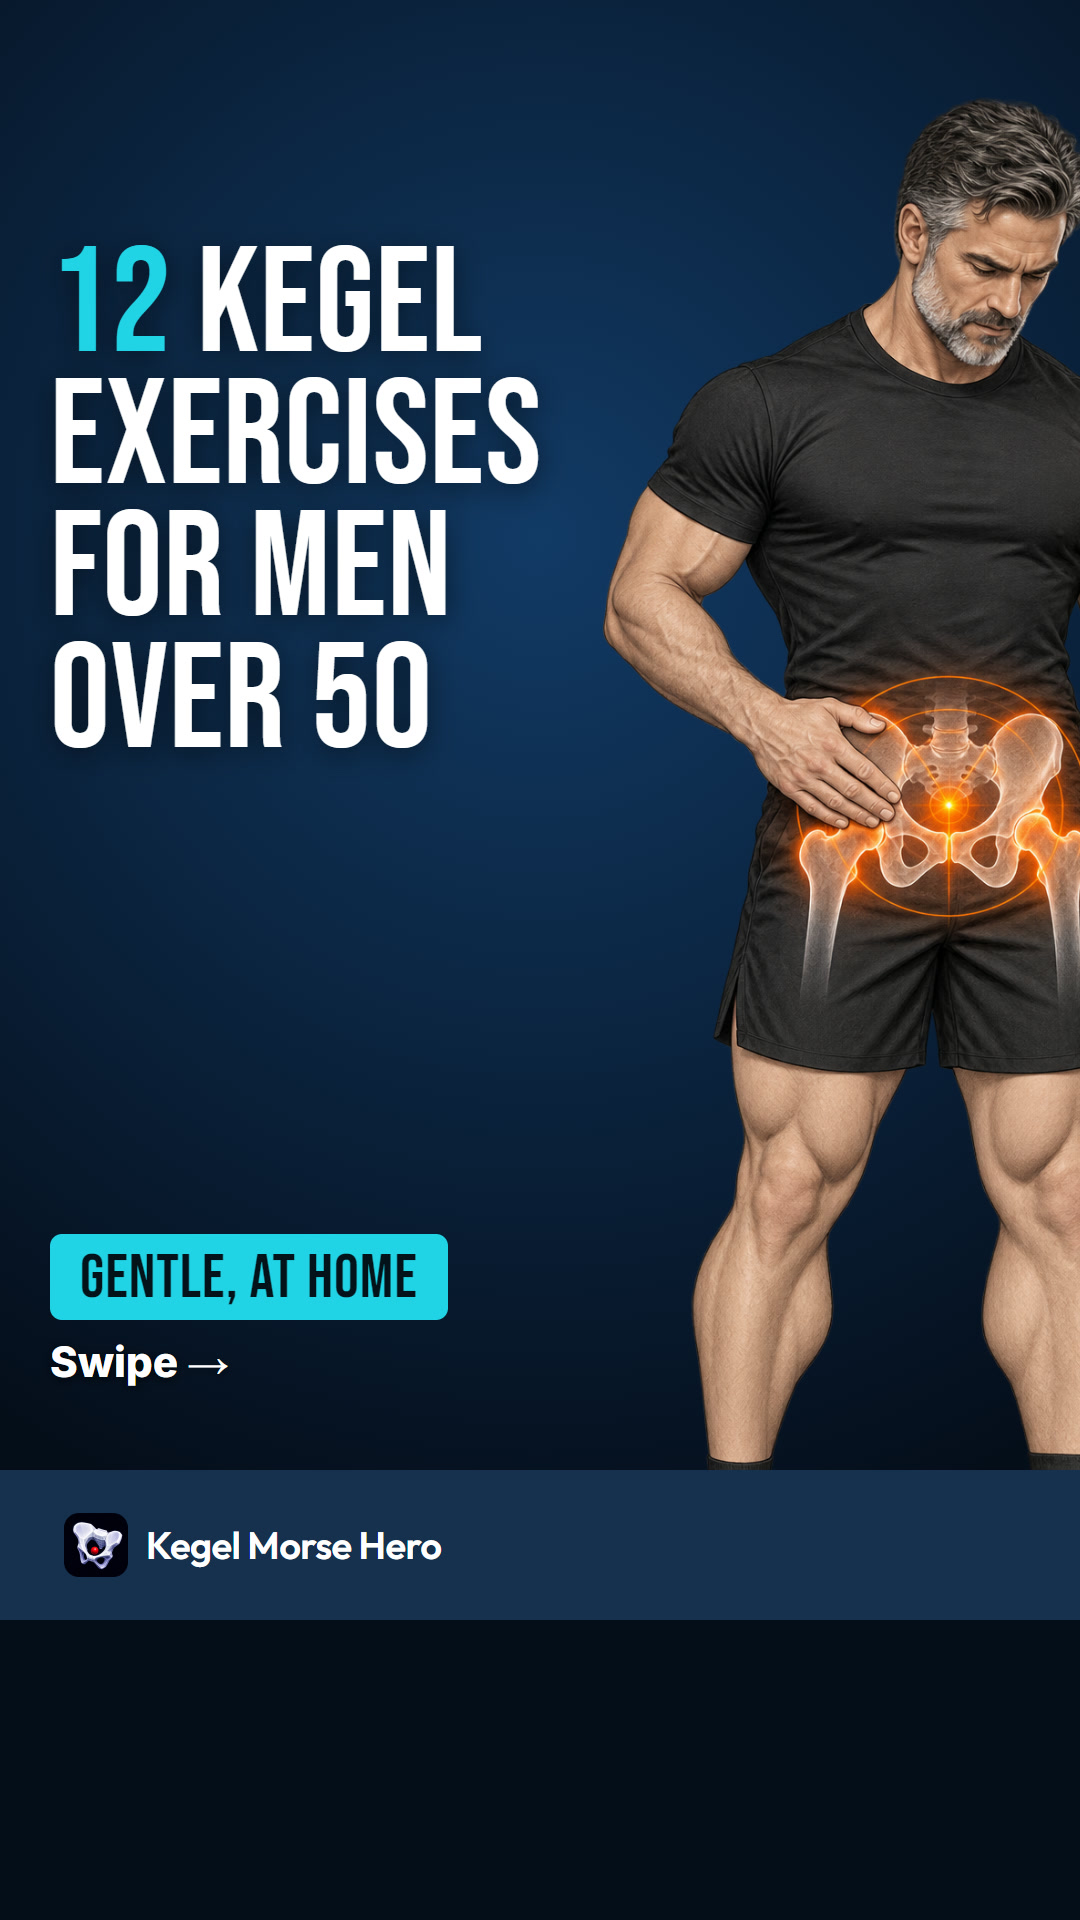 12 KEGEL
EXERCISES
FOR MEN
OVER 50
GENTLE, AT HOME
Swipe →
Kegel Morse Hero